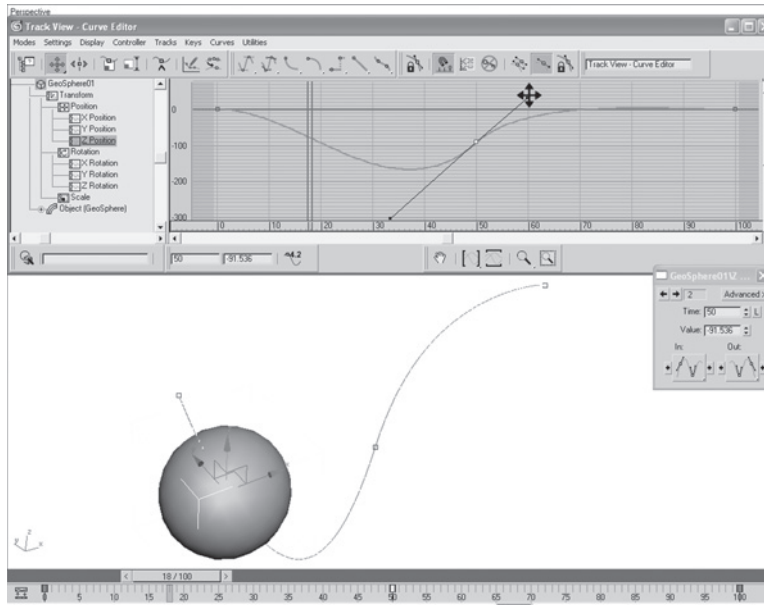 Perspective
Track View - Curve Editor
Modes Settings Display Controller Tracks Keys Curves Utilities
Track View - Curve Editor
GeoSphere01
Transform
Position
X Position
Y Position
Z Position
Rotation
X Rotation
Y Rotation
Z Rotation
Scale
Object (GeoSphere)
0
-100
-200
-300
0 10 20 30 40 50 60 70 80 90 100
50 -91.536
GeoSphere01\Z ...
2 Advanced
Time: 50 L
Value: -91.536
In: Out:
z
y x
< 18 / 100 >
0 5 10 15 20 25 30 35 40 45 50 55 60 65 70 75 80 85 90 95 100